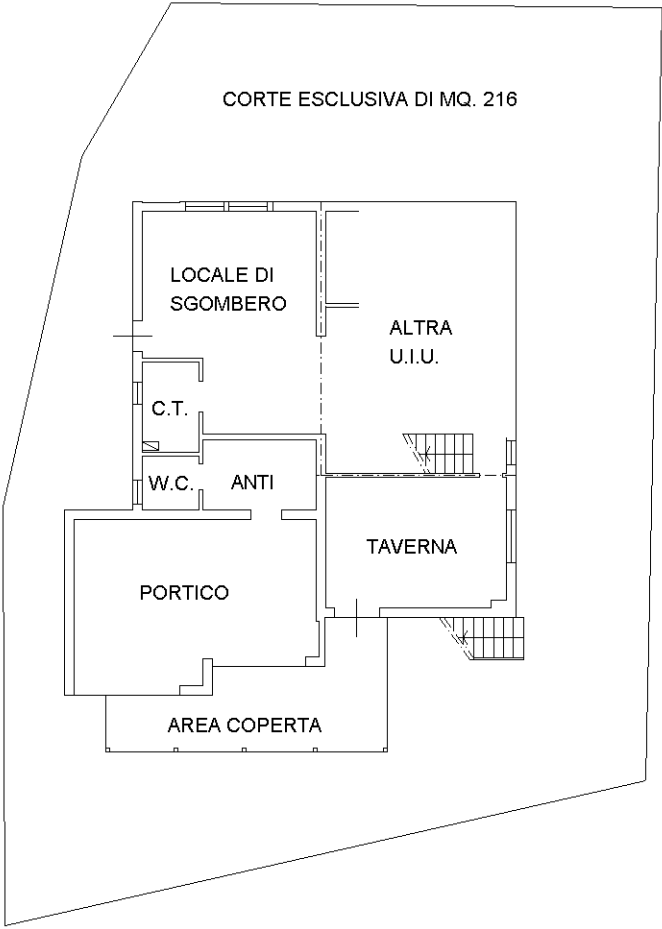 CORTE ESCLUSIVA DI MQ. 216
LOCALE DI
SGOMBERO
ALTRA
U.I.U.
C.T.
W.C.
ANTI
TAVERNA
PORTICO
AREA COPERTA